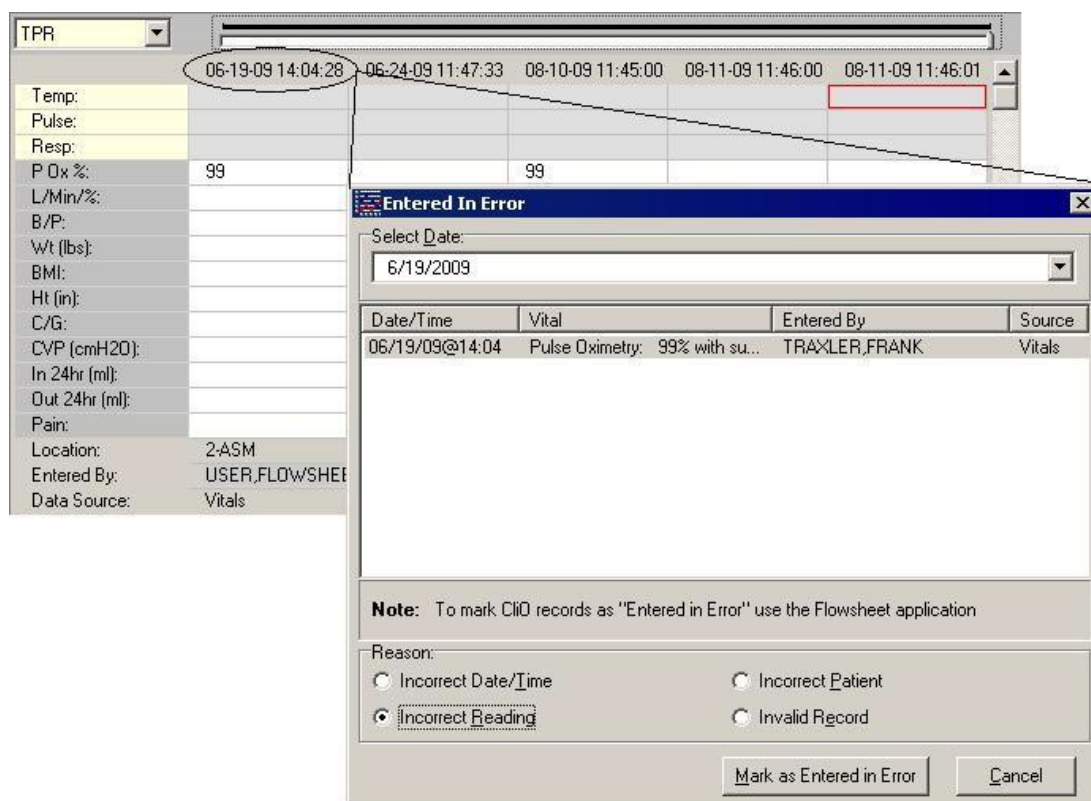 TPR
06-19-09 14:04:28 06-24-09 11:47:33 08-10-09 11:45:00 08-11-09 11:46:00 08-11-09 11:46:01
Temp:
Pulse:
Resp:
P Ox %: 99 99
L/Min/%:
B/P:
Wt (lbs):
BMI:
Ht (in):
C/G:
CVP (cmH2O):
In 24hr (ml):
Out 24hr (ml):
Pain:
Location: 2-ASM
Entered By: USER,FLOWSHEE
Data Source: Vitals
Entered In Error
Select Date:
6/19/2009
Date/Time Vital Entered By Source
06/19/09@14:04 Pulse Oximetry: 99% with su... TRAXLER,FRANK Vitals
Note: To mark CliO records as "Entered in Error" use the Flowsheet application
Reason:
Incorrect Date/Time Incorrect Patient
Incorrect Reading Invalid Record
Mark as Entered in Error Cancel